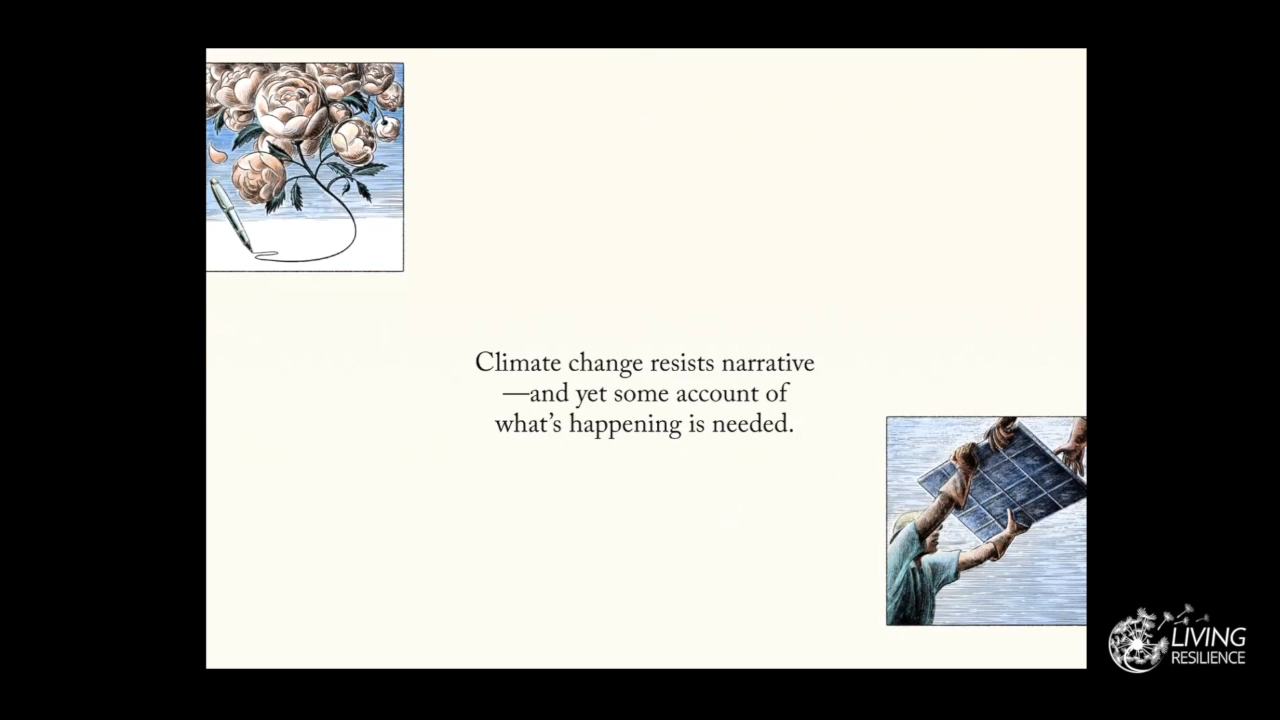 Climate change resists narrative
—and yet some account of
what’s happening is needed.
LIVING
RESILIENCE